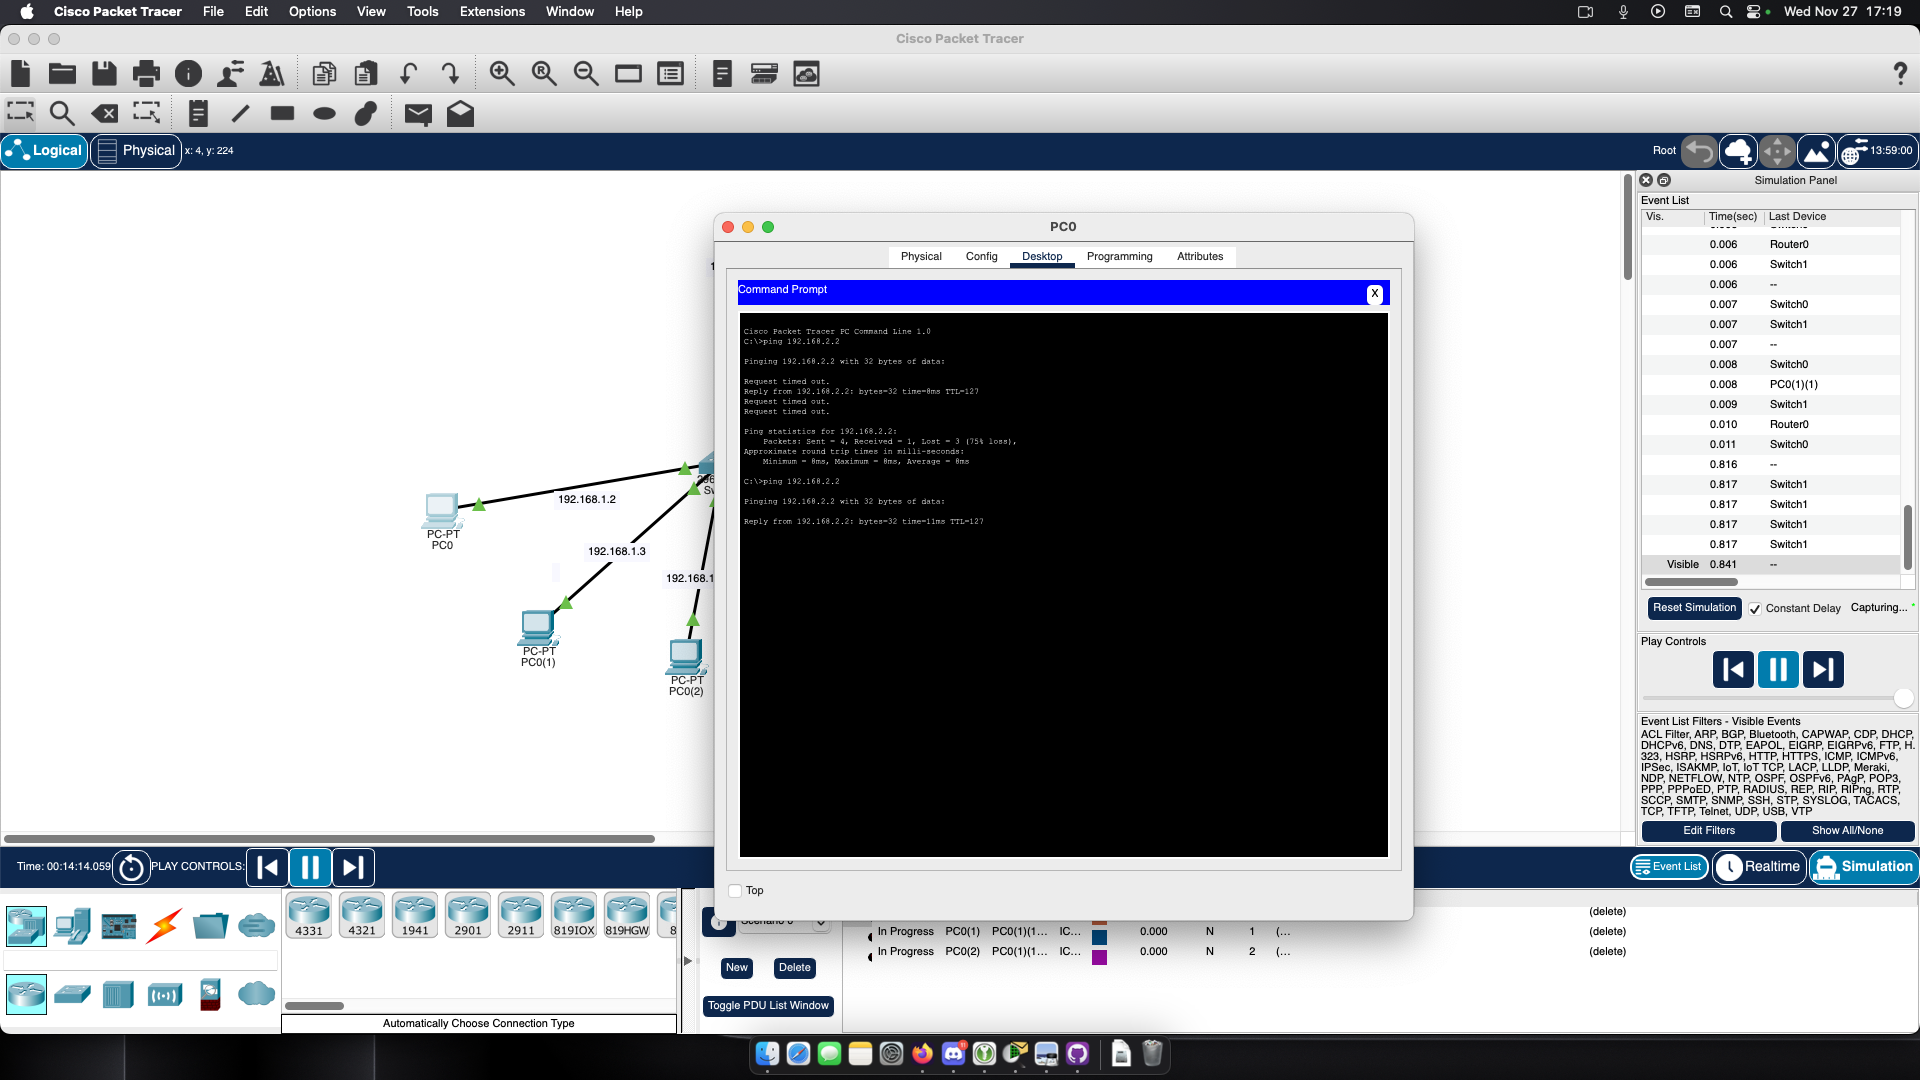 Cisco Packet Tracer File Edit Options View Tools Extensions Window Help Wed Nov 27 17:19
Cisco Packet Tracer
Logical Physical x: 4, y: 224 Root 13:59:00
Simulation Panel
Event List
Vis. Time(sec) Last Device
0.006 Router0
0.006 Switch1
0.006 --
0.007 Switch0
0.007 Switch1
0.007 --
0.008 Switch0
0.008 PC0(1)(1)
0.009 Switch1
0.010 Router0
0.011 Switch0
0.816 --
0.817 Switch1
0.817 Switch1
0.817 Switch1
0.817 Switch1
Visible 0.841 --
Reset Simulation Constant Delay Capturing...
Play Controls
Event List Filters - Visible Events
ACL Filter, ARP, BGP, Bluetooth, CAPWAP, CDP, DHCP,
DHCPv6, DNS, DTP, EAPOL, EIGRP, EIGRPv6, FTP, H.
323, HSRP, HSRPv6, HTTP, HTTPS, ICMP, ICMPv6,
IPSec, ISAKMP, IoT, IoT TCP, LACP, LLDP, Meraki,
NDP, NETFLOW, NTP, OSPF, OSPFv6, PAgP, POP3,
PPP, PPPoED, PTP, RADIUS, REP, RIP, RIPng, RTP,
SCCP, SMTP, SNMP, SSH, STP, SYSLOG, TACACS,
TCP, TFTP, Telnet, UDP, USB, VTP
Edit Filters Show All/None
PC0
Physical Config Desktop Programming Attributes
Command Prompt X
Cisco Packet Tracer PC Command Line 1.0
C:\>ping 192.168.2.2
Pinging 192.168.2.2 with 32 bytes of data:
Request timed out.
Reply from 192.168.2.2: bytes=32 time=8ms TTL=127
Request timed out.
Request timed out.
Ping statistics for 192.168.2.2:
Packets: Sent = 4, Received = 1, Lost = 3 (75% loss),
Approximate round trip times in milli-seconds:
Minimum = 8ms, Maximum = 8ms, Average = 8ms
C:\>ping 192.168.2.2
Pinging 192.168.2.2 with 32 bytes of data:
Reply from 192.168.2.2: bytes=32 time=11ms TTL=127
Top
192.168.1.2
PC-PT
PC0
192.168.1.3
PC-PT
PC0(1)
192.168.1
PC-PT
PC0(2)
Time: 00:14:14.059 PLAY CONTROLS: Event List Realtime Simulation
4331 4321 1941 2901 2911 819IOX 819HGW
Automatically Choose Connection Type
New Delete
Toggle PDU List Window
(delete)
In Progress PC0(1) PC0(1)(1... IC... 0.000 N 1 (... (delete)
In Progress PC0(2) PC0(1)(1... IC... 0.000 N 2 (... (delete)